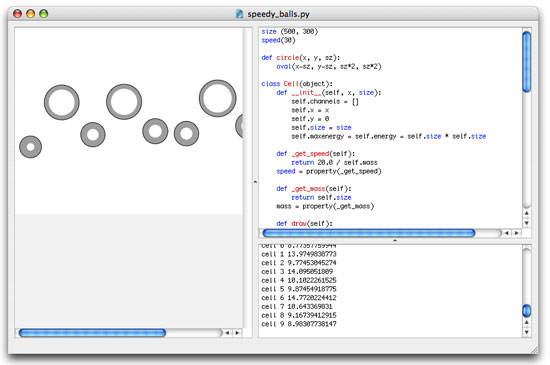 speedy_balls.py
size (500, 300)
speed(30)
def circle(x, y, sz):
oval(x-sz, y-sz, sz*2, sz*2)
class Cell(object):
def __init__(self, x, size):
self.channels = []
self.x = x
self.y = 0
self.size = size
self.maxenergy = self.energy = self.size * self.size
def _get_speed(self):
return 20.0 / self.mass
speed = property(_get_speed)
def _get_mass(self):
return self.size
mass = property(_get_mass)
def draw(self):
cell 0 8.77357759944
cell 1 13.9749838773
cell 2 9.77453045274
cell 3 14.095051809
cell 4 10.1022261525
cell 5 9.87454918775
cell 6 14.7720224412
cell 7 10.643369831
cell 8 9.16739412915
cell 9 8.98307738147